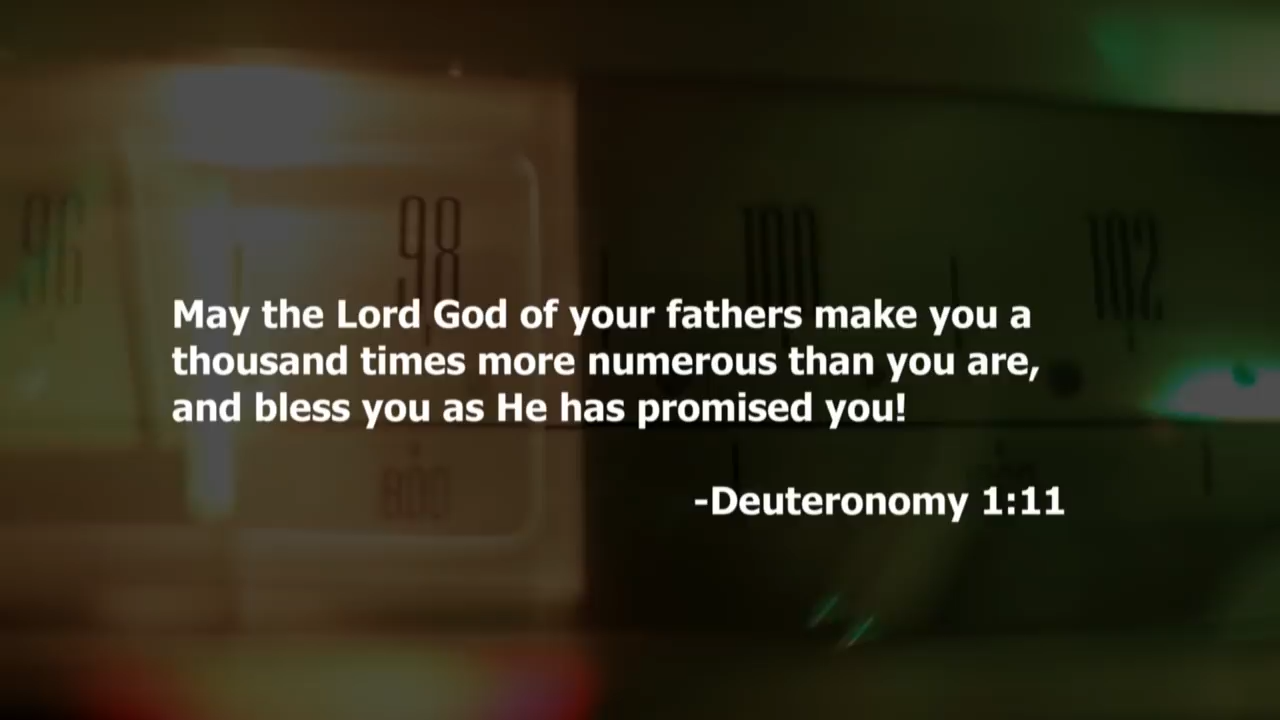 96 98 100 102
May the Lord God of your fathers make you a
thousand times more numerous than you are,
and bless you as He has promised you!
800
-Deuteronomy 1:11